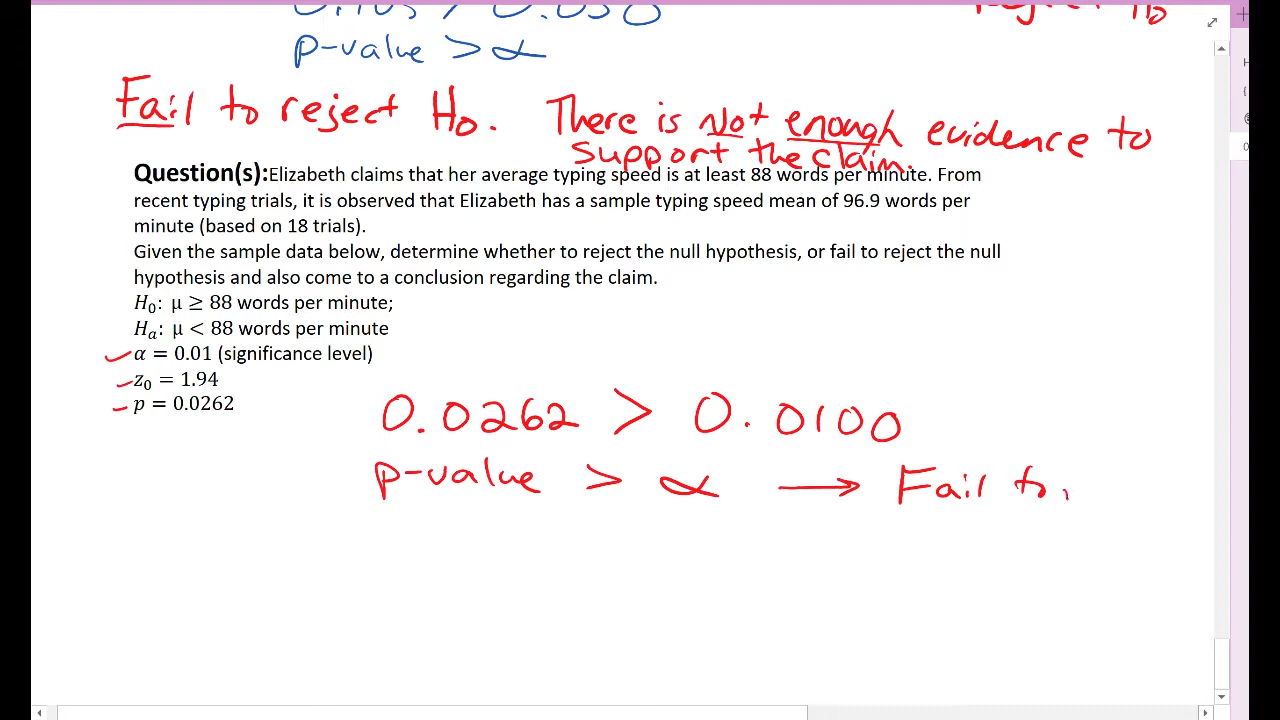 p-value > α
Fail to reject H₀. There is not enough evidence to
support the claim.
Question(s):Elizabeth claims that her average typing speed is at least 88 words per minute. From
recent typing trials, it is observed that Elizabeth has a sample typing speed mean of 96.9 words per
minute (based on 18 trials).
Given the sample data below, determine whether to reject the null hypothesis, or fail to reject the null
hypothesis and also come to a conclusion regarding the claim.
H₀: μ ≥ 88 words per minute;
Hₐ: μ < 88 words per minute
α = 0.01 (significance level)
z₀ = 1.94
p = 0.0262
0.0262 > 0.0100
p-value > α → Fail to